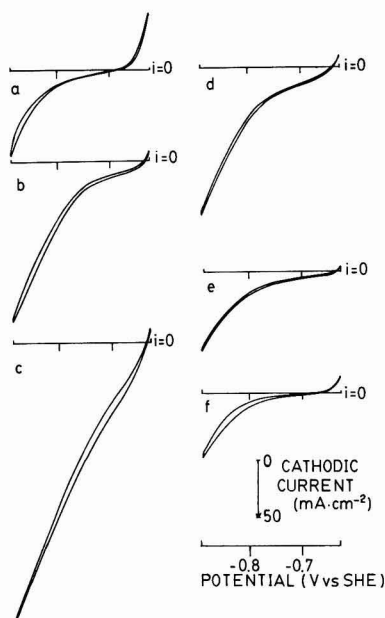 a
i=0
b
i=0
c
i=0
d
i=0
e
i=0
f
i=0
0
50
CATHODIC
CURRENT
(mA·cm⁻²)
-0.8
-0.7
POTENTIAL (V vs SHE)